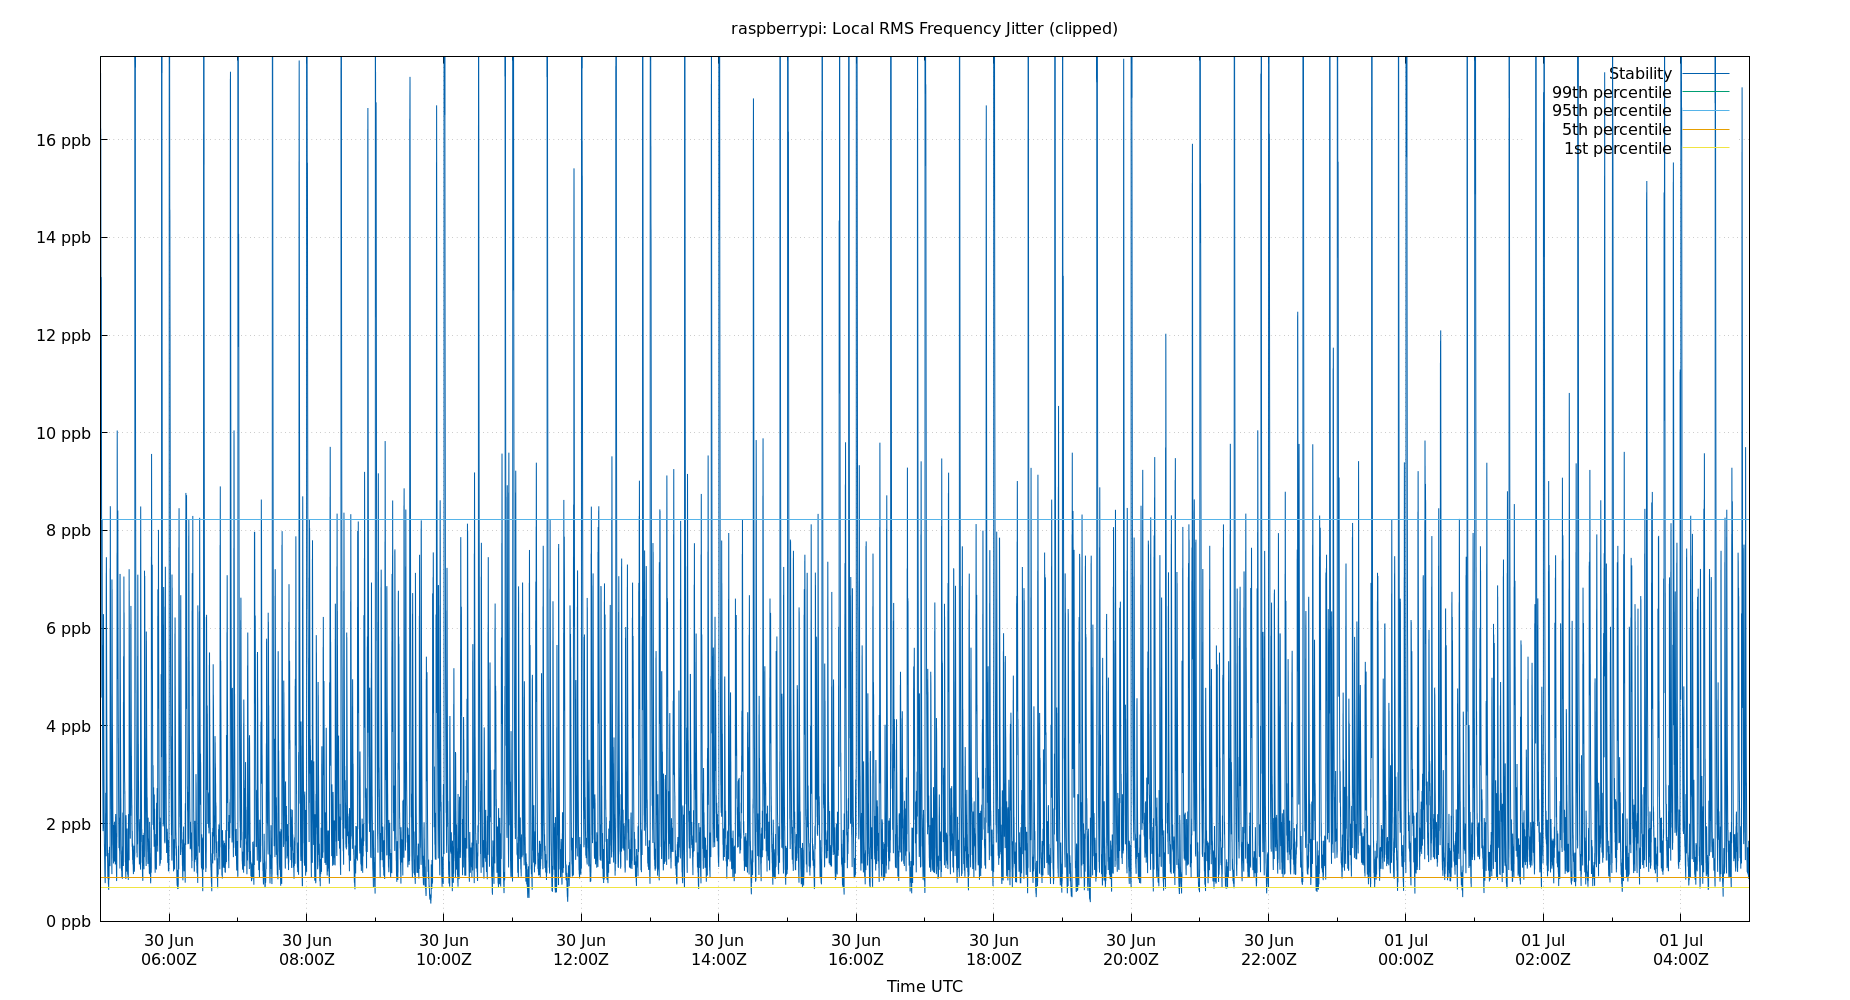 raspberrypi: Local RMS Frequency Jitter (clipped)
Stability
99th percentile
95th percentile
5th percentile
1st percentile
16 ppb
14 ppb
12 ppb
10 ppb
8 ppb
6 ppb
4 ppb
2 ppb
0 ppb
30 Jun 30 Jun 30 Jun 30 Jun 30 Jun 30 Jun 30 Jun 30 Jun 30 Jun 01 Jul 01 Jul 01 Jul
06:00Z 08:00Z 10:00Z 12:00Z 14:00Z 16:00Z 18:00Z 20:00Z 22:00Z 00:00Z 02:00Z 04:00Z
Time UTC